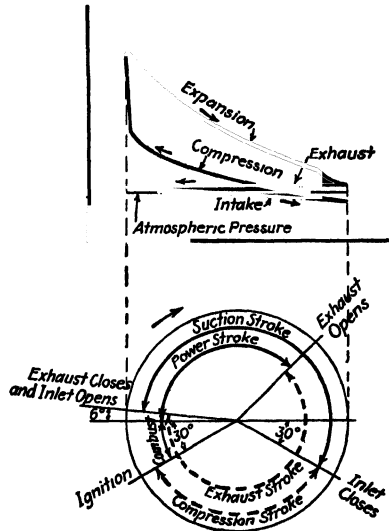 Expansion
Exhaust
Compression
Intake A
Atmospheric Pressure
Exhaust
Opens
Suction Stroke
Power Stroke
Exhaust Closes
and Inlet Opens
6°
Combust
30°
30°
Ignition
Exhaust Stroke
Compression Stroke
Inlet
Closes